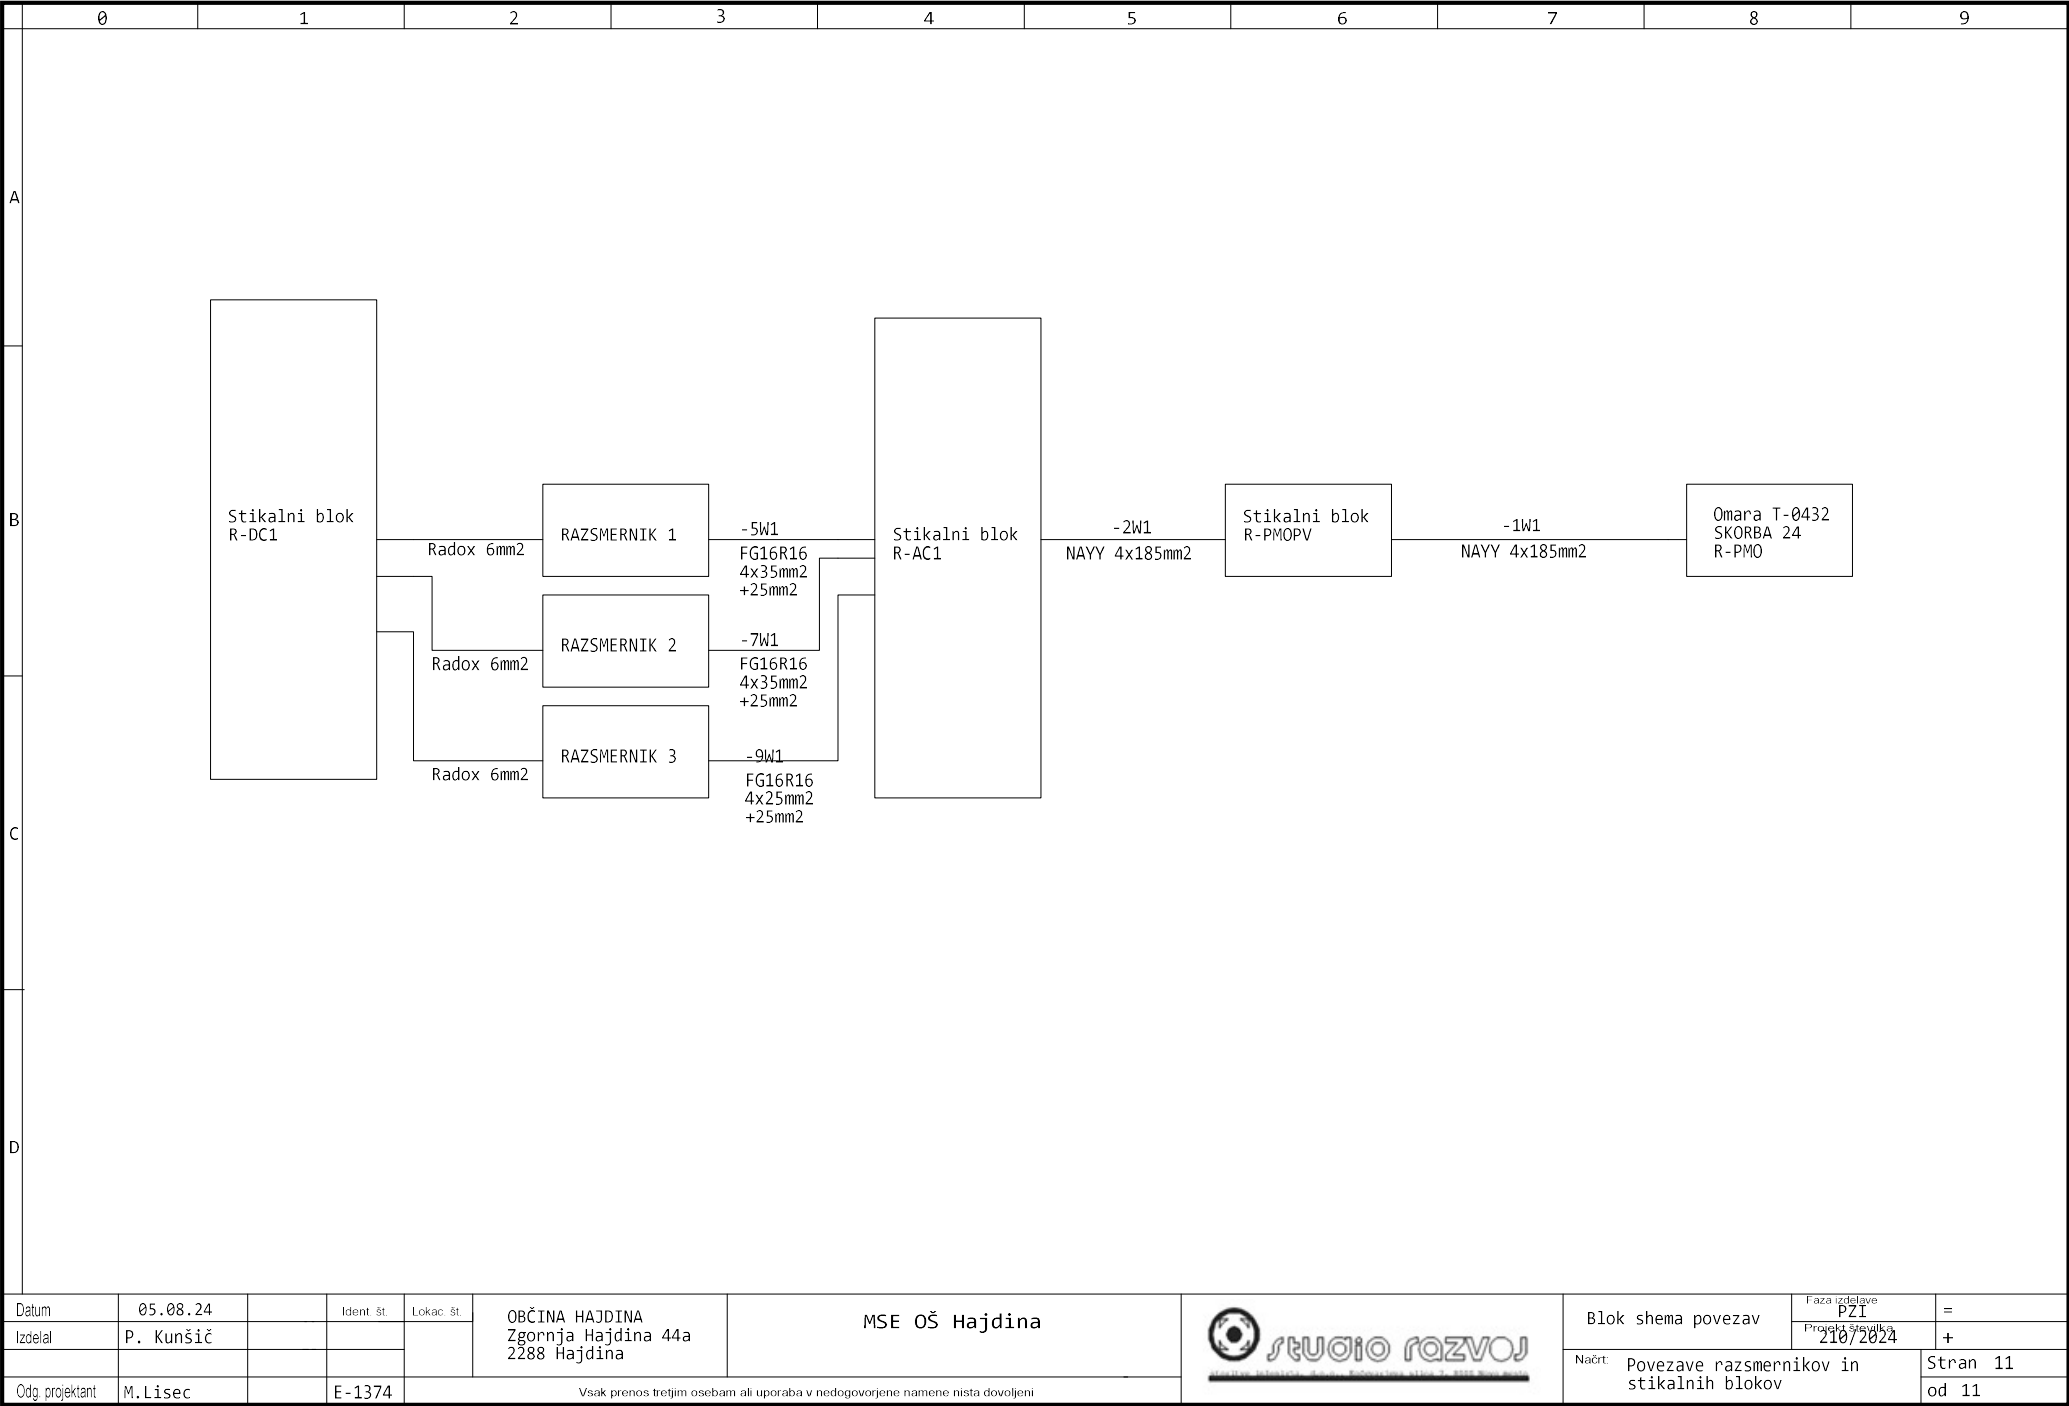 0 1 2 3 4 5 6 7 8 9
A
B
C
D
Stikalni blok
R-DC1
Radox 6mm2
Radox 6mm2
Radox 6mm2
RAZSMERNIK 1
RAZSMERNIK 2
RAZSMERNIK 3
-5W1
FG16R16
4x35mm2
+25mm2
-7W1
FG16R16
4x35mm2
+25mm2
-9W1
FG16R16
4x25mm2
+25mm2
Stikalni blok
R-AC1
-2W1
NAYY 4x185mm2
Stikalni blok
R-PMOPV
-1W1
NAYY 4x185mm2
Omara T-0432
SKORBA 24
R-PMO
Datum 05.08.24 Ident. št. Lokac. št.
Izdelal P. Kunšič
Odg. projektant M.Lisec E-1374
OBČINA HAJDINA
Zgornja Hajdina 44a
2288 Hajdina
MSE OŠ Hajdina
Vsak prenos tretjim osebam ali uporaba v nedogovorjene namene nista dovoljeni
studio razvoj
Blok shema povezav
Faza izdelave
PZI
=
Projekt številka
210/2024
+
Načrt: Povezave razsmernikov in
stikalnih blokov
Stran 11
od 11